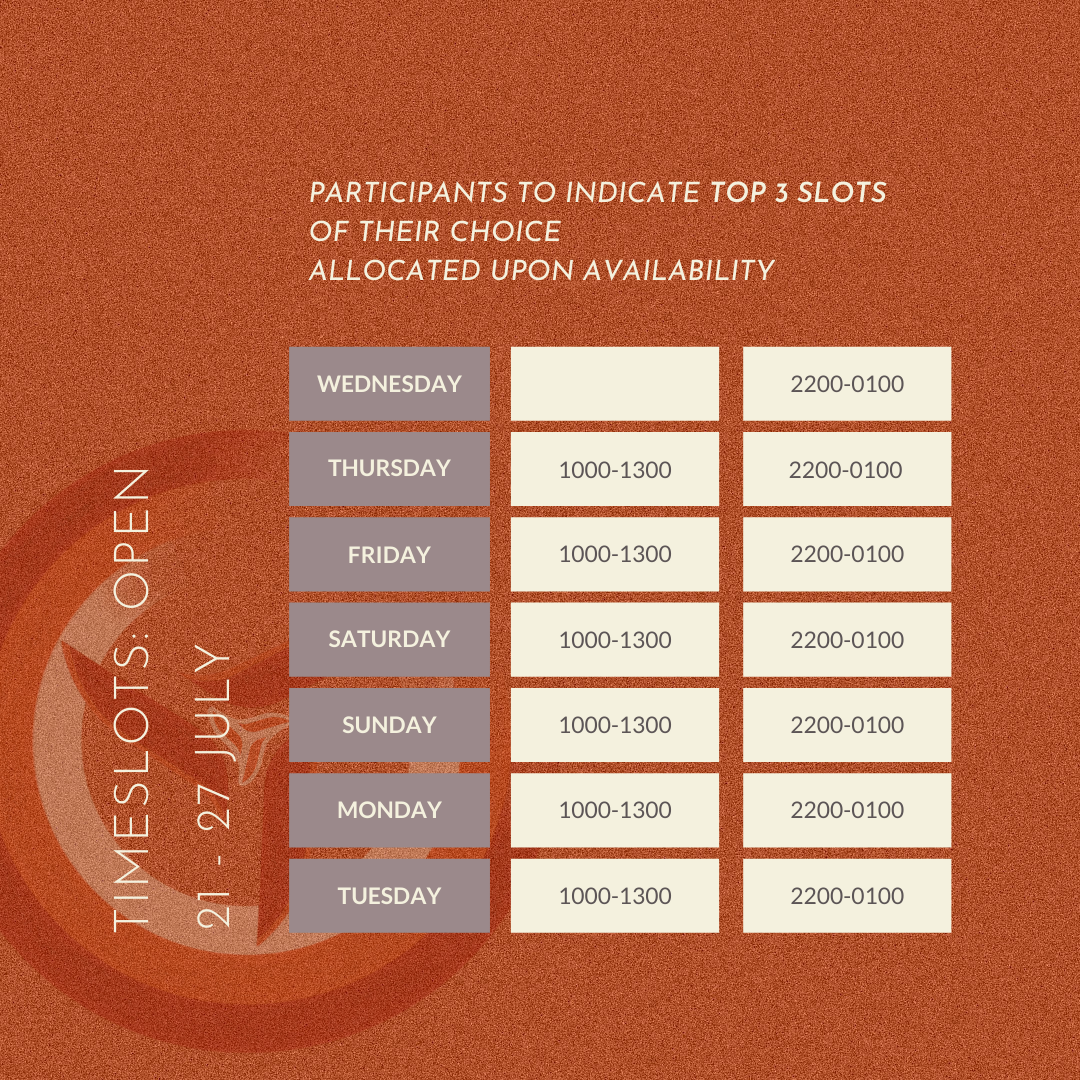 PARTICIPANTS TO INDICATE TOP 3 SLOTS
OF THEIR CHOICE
ALLOCATED UPON AVAILABILITY
TIMESLOTS: OPEN
21 - 27 JULY
WEDNESDAY 2200-0100
THURSDAY 1000-1300 2200-0100
FRIDAY 1000-1300 2200-0100
SATURDAY 1000-1300 2200-0100
SUNDAY 1000-1300 2200-0100
MONDAY 1000-1300 2200-0100
TUESDAY 1000-1300 2200-0100